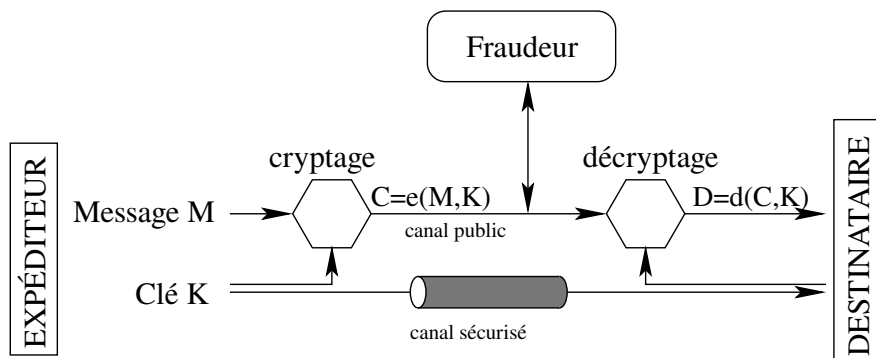 Fraudeur
EXPÉDITEUR
cryptage
décryptage
DESTINATAIRE
Message M
C=e(M,K)
D=d(C,K)
canal public
Clé K
canal sécurisé